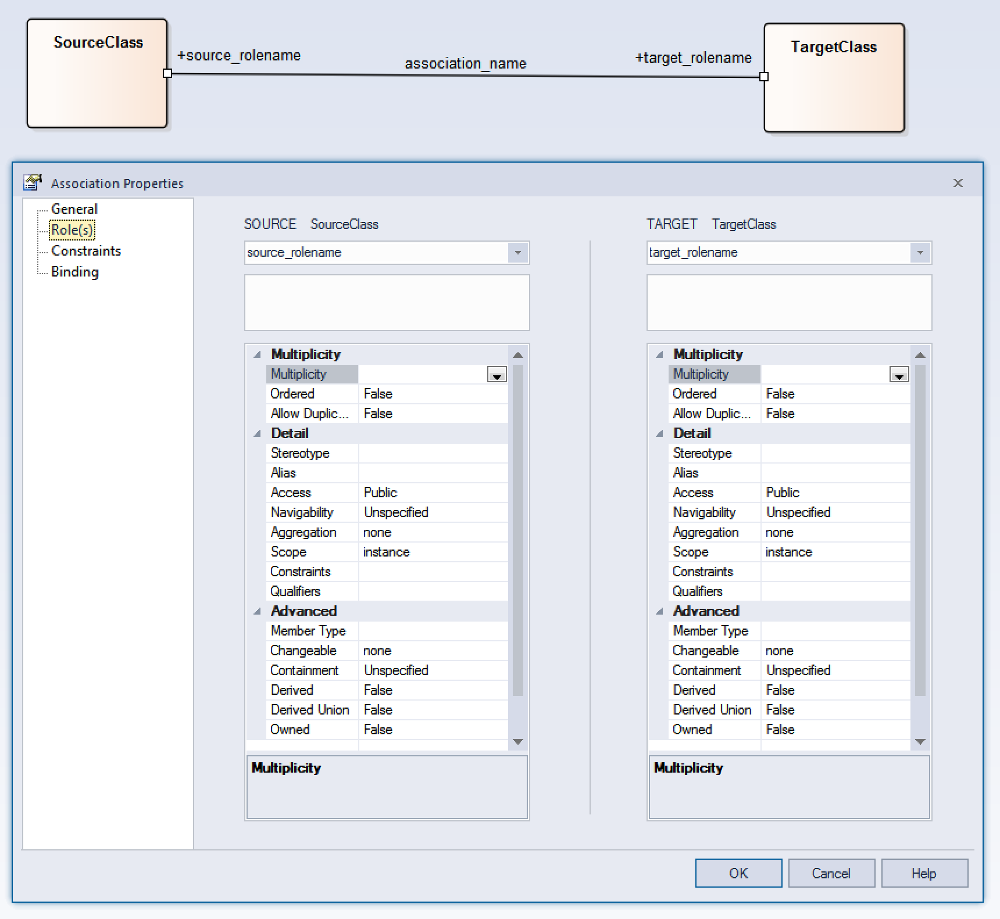 SourceClass
+source_rolename
association_name
+target_rolename
TargetClass
Association Properties
General
Role(s)
Constraints
Binding
SOURCE SourceClass
source_rolename
Multiplicity
Multiplicity
Ordered False
Allow Duplic... False
Detail
Stereotype
Alias
Access Public
Navigability Unspecified
Aggregation none
Scope instance
Constraints
Qualifiers
Advanced
Member Type
Changeable none
Containment Unspecified
Derived False
Derived Union False
Owned False
Multiplicity
TARGET TargetClass
target_rolename
Multiplicity
Multiplicity
Ordered False
Allow Duplic... False
Detail
Stereotype
Alias
Access Public
Navigability Unspecified
Aggregation none
Scope instance
Constraints
Qualifiers
Advanced
Member Type
Changeable none
Containment Unspecified
Derived False
Derived Union False
Owned False
Multiplicity
OK Cancel Help